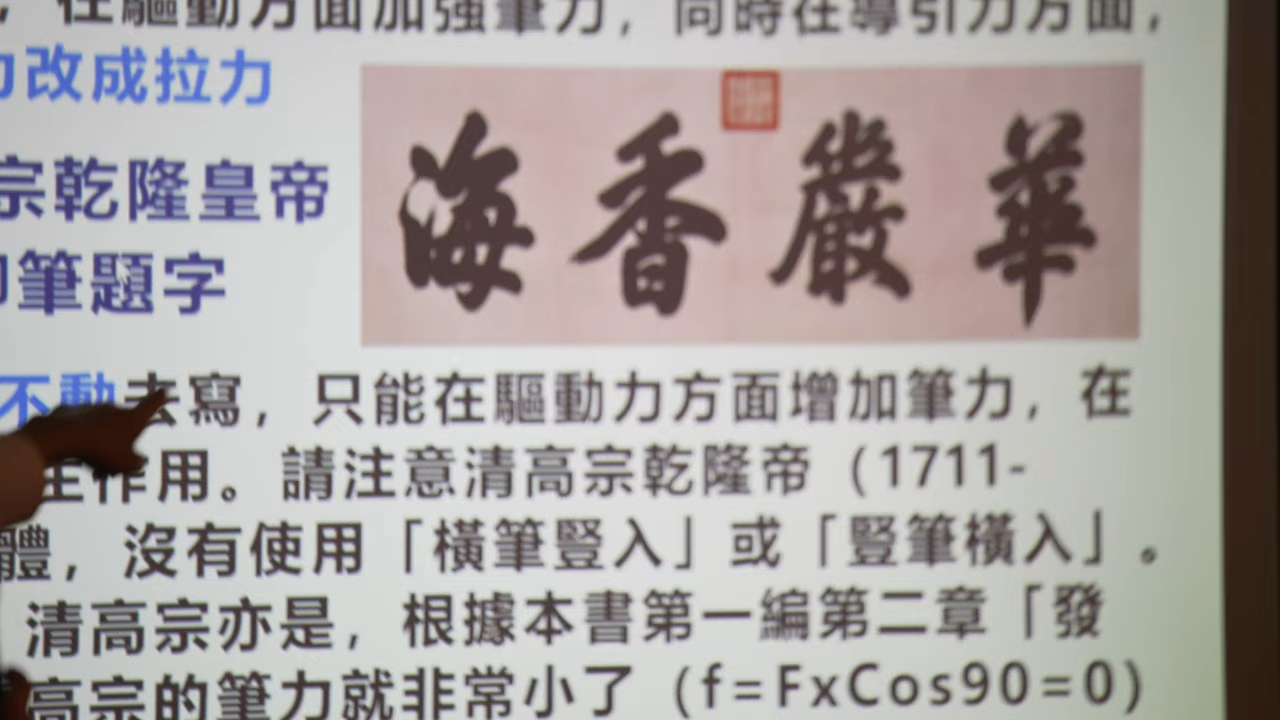 在驅動方面加強筆力，同時在導引力方面，
力改成拉力
海香嚴華
宗乾隆皇帝
御筆題字
不動去寫，只能在驅動力方面增加筆力，在
生作用。請注意清高宗乾隆帝（1711-
體，沒有使用「橫筆豎入」或「豎筆橫入」。
清高宗亦是，根據本書第一編第二章「發
高宗的筆力就非常小了（f=FxCos90=0）